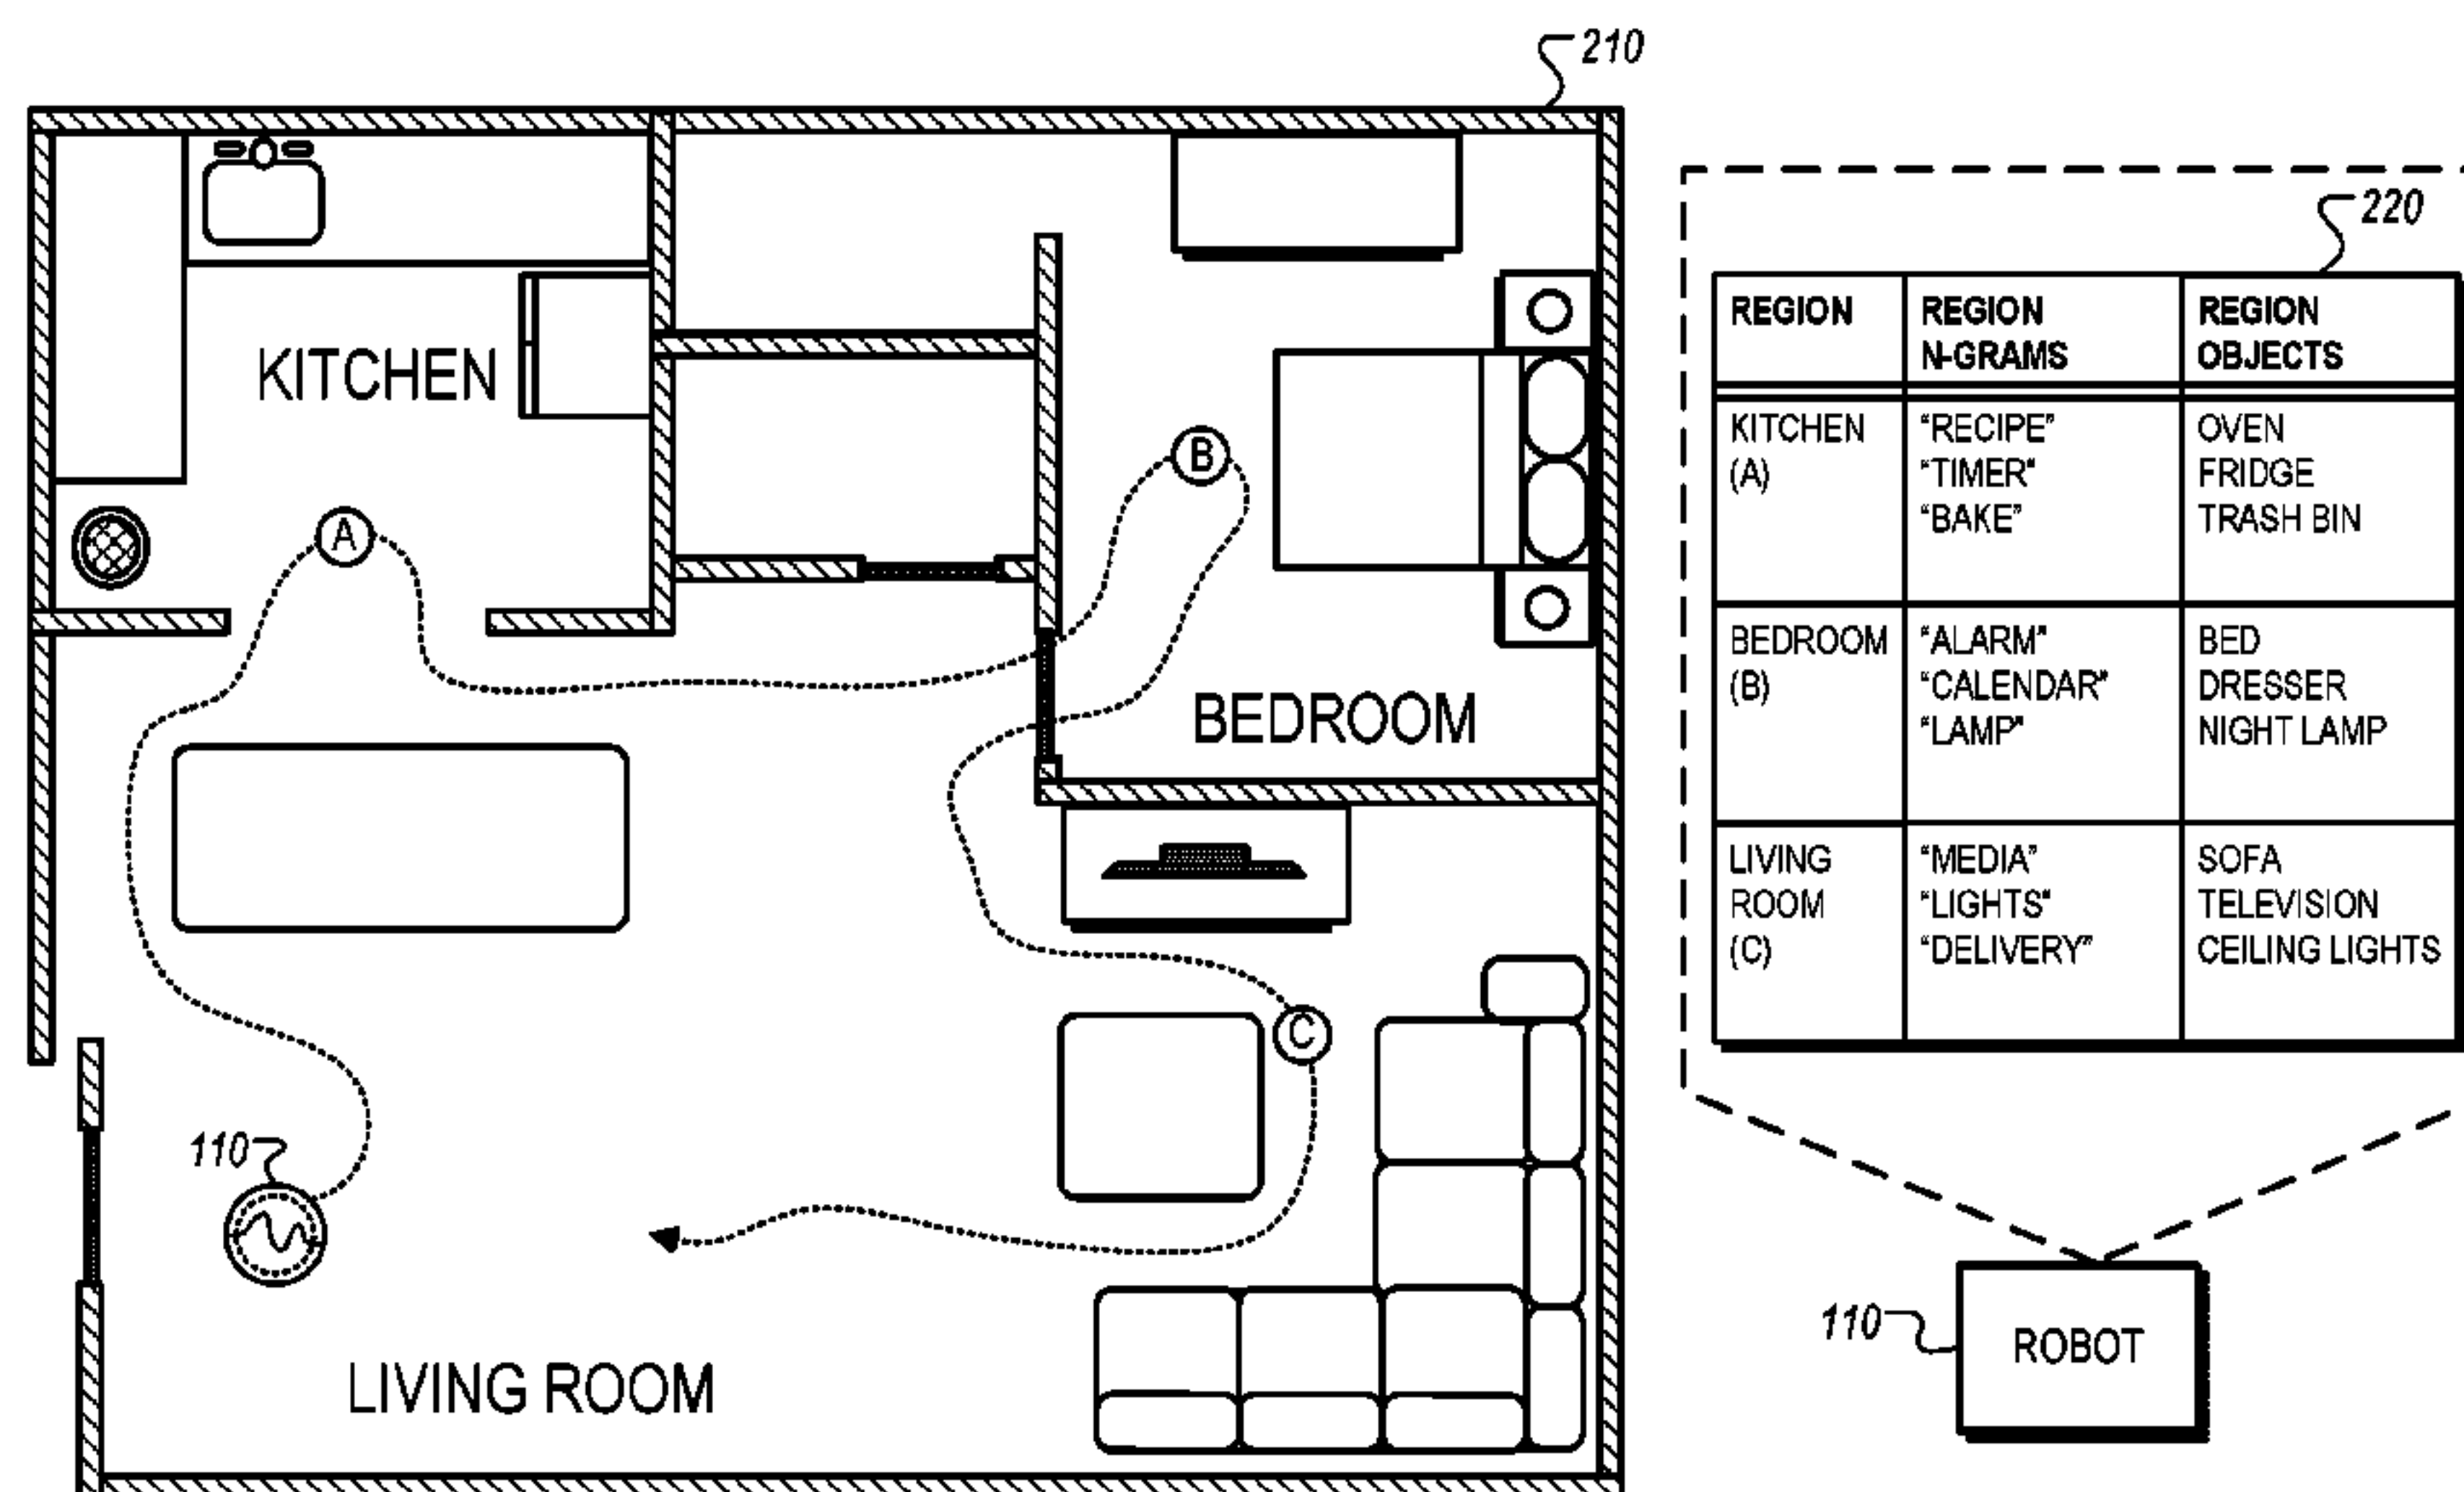 210
220
REGION
REGION
N-GRAMS
REGION
OBJECTS
KITCHEN
(A)
“RECIPE”
“TIMER”
“BAKE”
OVEN
FRIDGE
TRASH BIN
BEDROOM
(B)
“ALARM”
“CALENDAR”
“LAMP”
BED
DRESSER
NIGHT LAMP
LIVING
ROOM
(C)
“MEDIA”
“LIGHTS”
“DELIVERY”
SOFA
TELEVISION
CEILING LIGHTS
KITCHEN
A
B
BEDROOM
C
110
LIVING ROOM
110
ROBOT